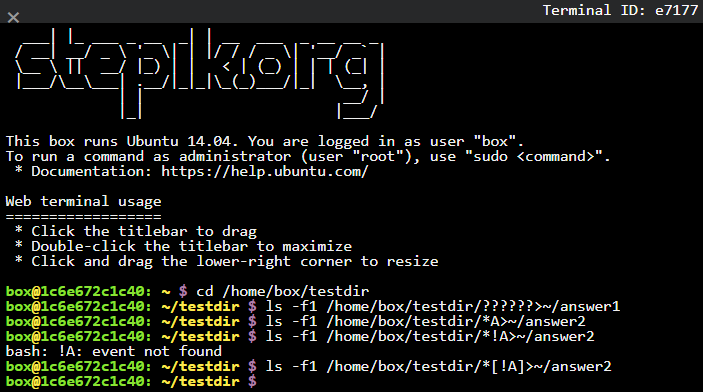 Terminal ID: e7177
stepik.org
This box runs Ubuntu 14.04. You are logged in as user "box".
To run a command as administrator (user "root"), use "sudo <command>".
* Documentation: https://help.ubuntu.com/
Web terminal usage
==================
* Click the titlebar to drag
* Double-click the titlebar to maximize
* Click and drag the lower-right corner to resize
box@1c6e672c1c40: ~ $ cd /home/box/testdir
box@1c6e672c1c40: ~/testdir $ ls -f1 /home/box/testdir/??????>~/answer1
box@1c6e672c1c40: ~/testdir $ ls -f1 /home/box/testdir/*A>~/answer2
box@1c6e672c1c40: ~/testdir $ ls -f1 /home/box/testdir/*!A>~/answer2
bash: !A: event not found
box@1c6e672c1c40: ~/testdir $ ls -f1 /home/box/testdir/*[!A]>~/answer2
box@1c6e672c1c40: ~/testdir $